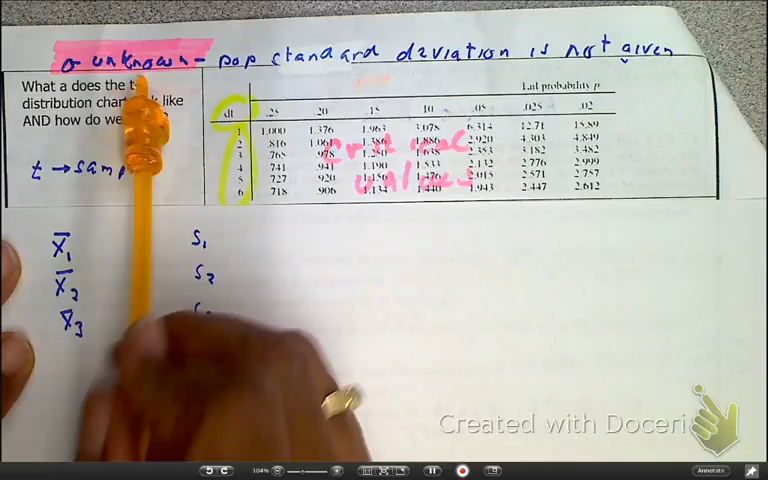 σ unknown - pop standard deviation is not given
What a does the t-
distribution chart look like
AND how do we
t → samp
Tail probability p
df .25 .20 .15 .10 .05 .025 .02
1 1.000 1.376 1.963 3.078 6.314 12.71 15.89
2 .816 1.061 1.386 1.886 2.920 4.303 4.849
3 .765 .978 1.250 1.638 2.353 3.182 3.482
4 .741 .941 1.190 1.533 2.132 2.776 2.999
5 .727 .920 1.156 1.476 2.015 2.571 2.757
6 .718 .906 1.134 1.440 1.943 2.447 2.612
critical
values
X̄1 S1
X̄2 S2
X̄3
Created with Doceri
104%
Annotate